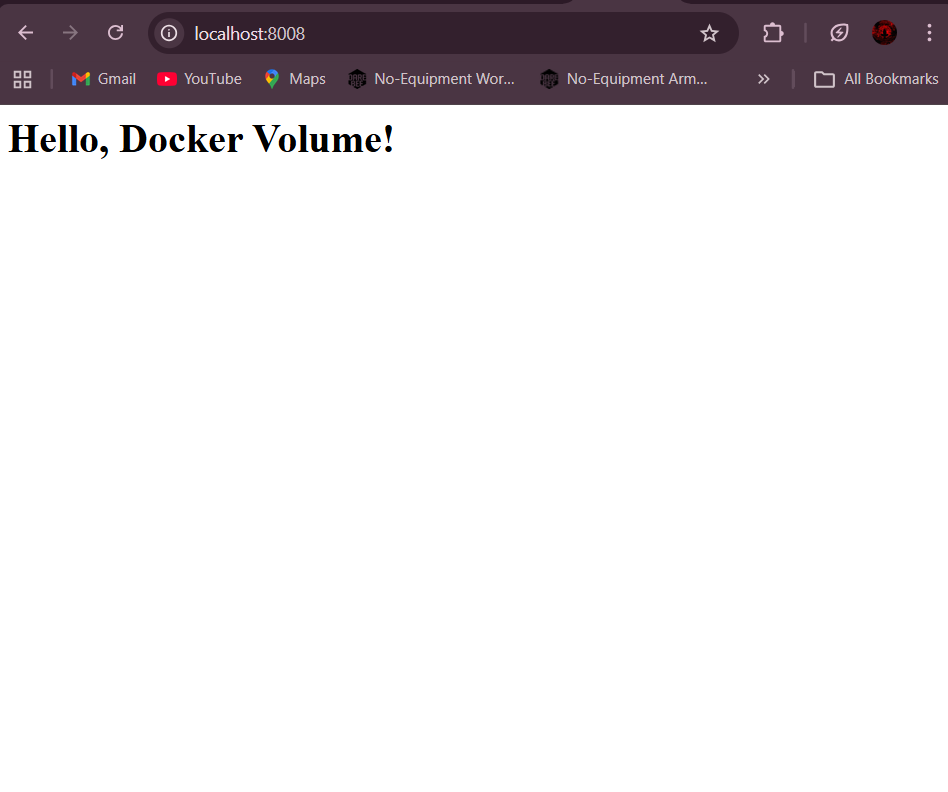 localhost:8008
Gmail YouTube Maps No-Equipment Wor... No-Equipment Arm... All Bookmarks
Hello, Docker Volume!